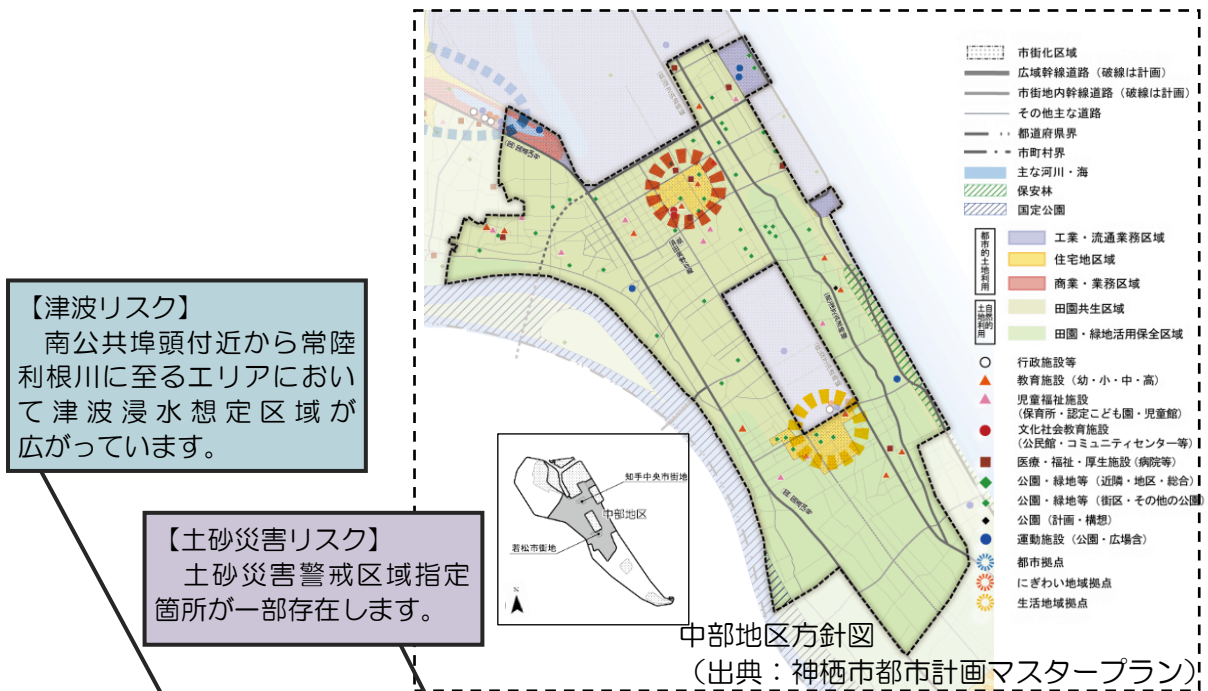 【津波リスク】
南公共埠頭付近から常陸
利根川に至るエリアにおい
て津波浸水想定区域が
広がっています。
【土砂災害リスク】
土砂災害警戒区域指定
箇所が一部存在します。
市街化区域
広域幹線道路（破線は計画）
市街地内幹線道路（破線は計画）
その他主な道路
都道府県界
市町村界
主な河川・海
保安林
国定公園
都市的土地利用
工業・流通業務区域
住宅地区域
商業・業務区域
自然的土地利用
田園共生区域
田園・緑地活用保全区域
行政施設等
教育施設（幼・小・中・高）
児童福祉施設
（保育所・認定こども園・児童館）
文化社会教育施設
（公民館・コミュニティセンター等）
医療・福祉・厚生施設（病院等）
公園・緑地等（近隣・地区・総合）
公園・緑地等（街区・その他の公園）
公園（計画・構想）
運動施設（公園・広場含）
都市拠点
にぎわい地域拠点
生活地域拠点
知手中央市街地
中部地区
若松市街地
N
中部地区方針図
（出典：神栖市都市計画マスタープラン）